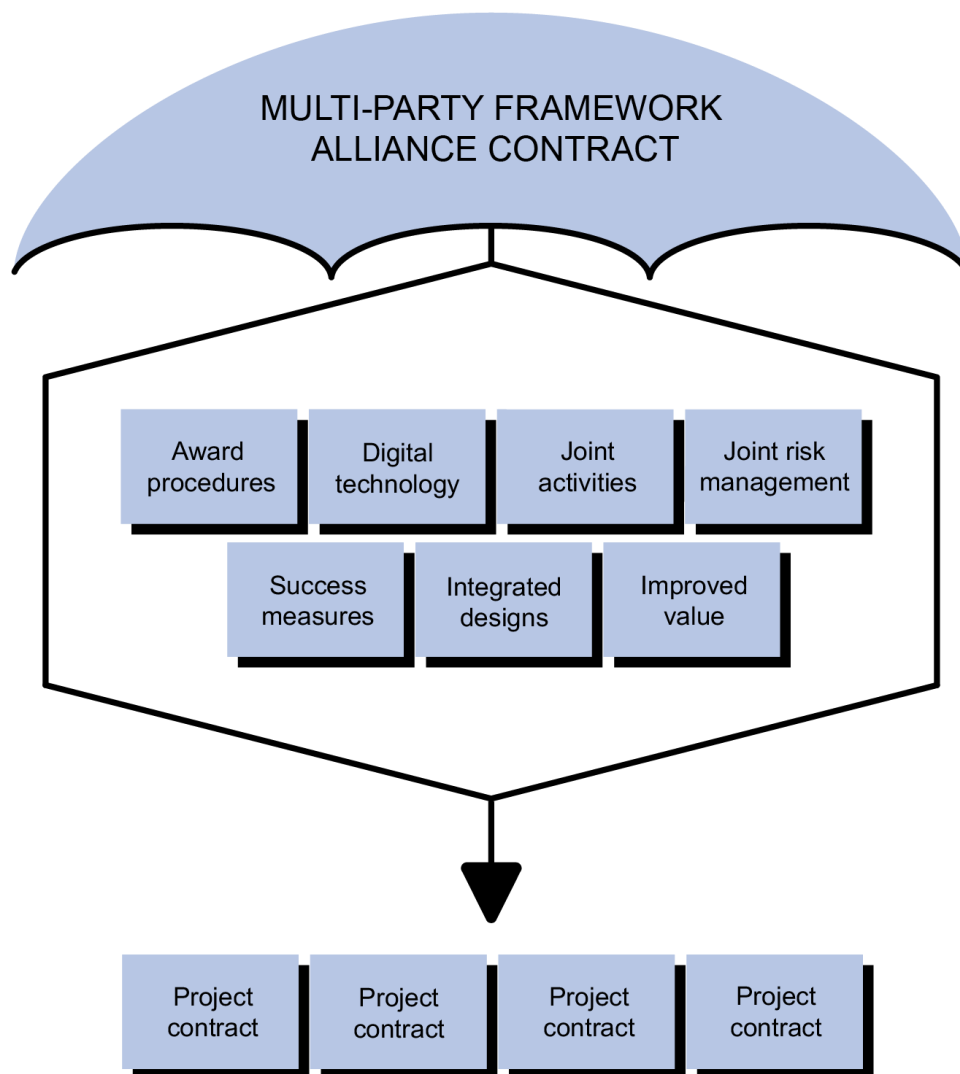 MULTI-PARTY FRAMEWORK
ALLIANCE CONTRACT
Award
procedures
Digital
technology
Joint
activities
Joint risk
management
Success
measures
Integrated
designs
Improved
value
Project
contract
Project
contract
Project
contract
Project
contract